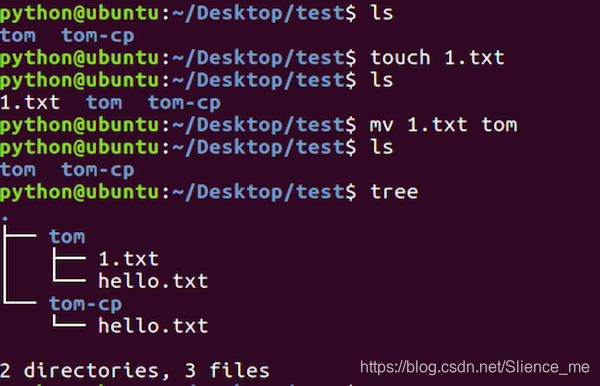 python@ubuntu:~/Desktop/test$ ls
tom  tom-cp
python@ubuntu:~/Desktop/test$ touch 1.txt
python@ubuntu:~/Desktop/test$ ls
1.txt  tom  tom-cp
python@ubuntu:~/Desktop/test$ mv 1.txt tom
python@ubuntu:~/Desktop/test$ ls
tom  tom-cp
python@ubuntu:~/Desktop/test$ tree
.
├── tom
│   ├── 1.txt
│   └── hello.txt
└── tom-cp
    └── hello.txt

2 directories, 3 files
https://blog.csdn.net/Slience_me